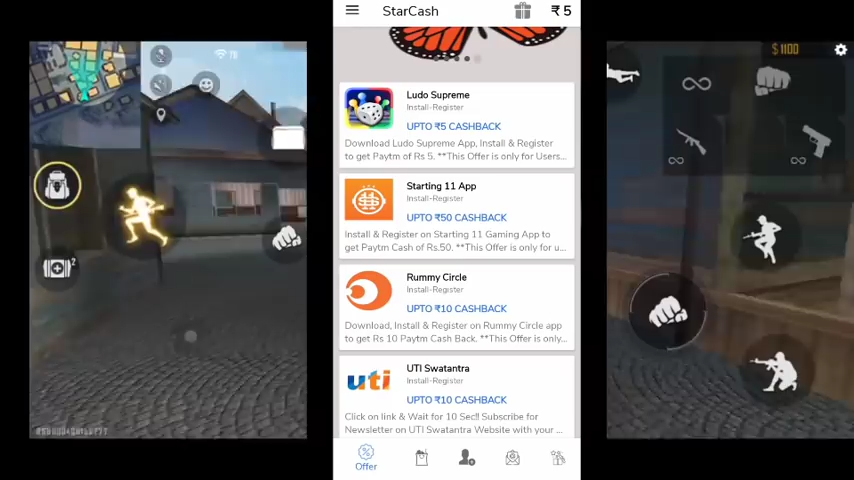 StarCash
₹ 5
Ludo Supreme
Install-Register
UPTO ₹5 CASHBACK
Download Ludo Supreme App, Install & Register
to get Paytm of Rs 5. **This Offer is only for Users...
Starting 11 App
Install-Register
UPTO ₹50 CASHBACK
Install & Register on Starting 11 Gaming App to
get Paytm Cash of Rs.50. **This Offer is only for u...
Rummy Circle
Install-Register
UPTO ₹10 CASHBACK
Download, Install & Register on Rummy Circle app
to get Rs 10 Paytm Cash Back. **This Offer is only...
uti
UTI Swatantra
Install-Register
UPTO ₹10 CASHBACK
Click on link & Wait for 10 Sec!! Subscribe for
Newsletter on UTI Swatantra Website with your ...
Offer
2
$ 1100